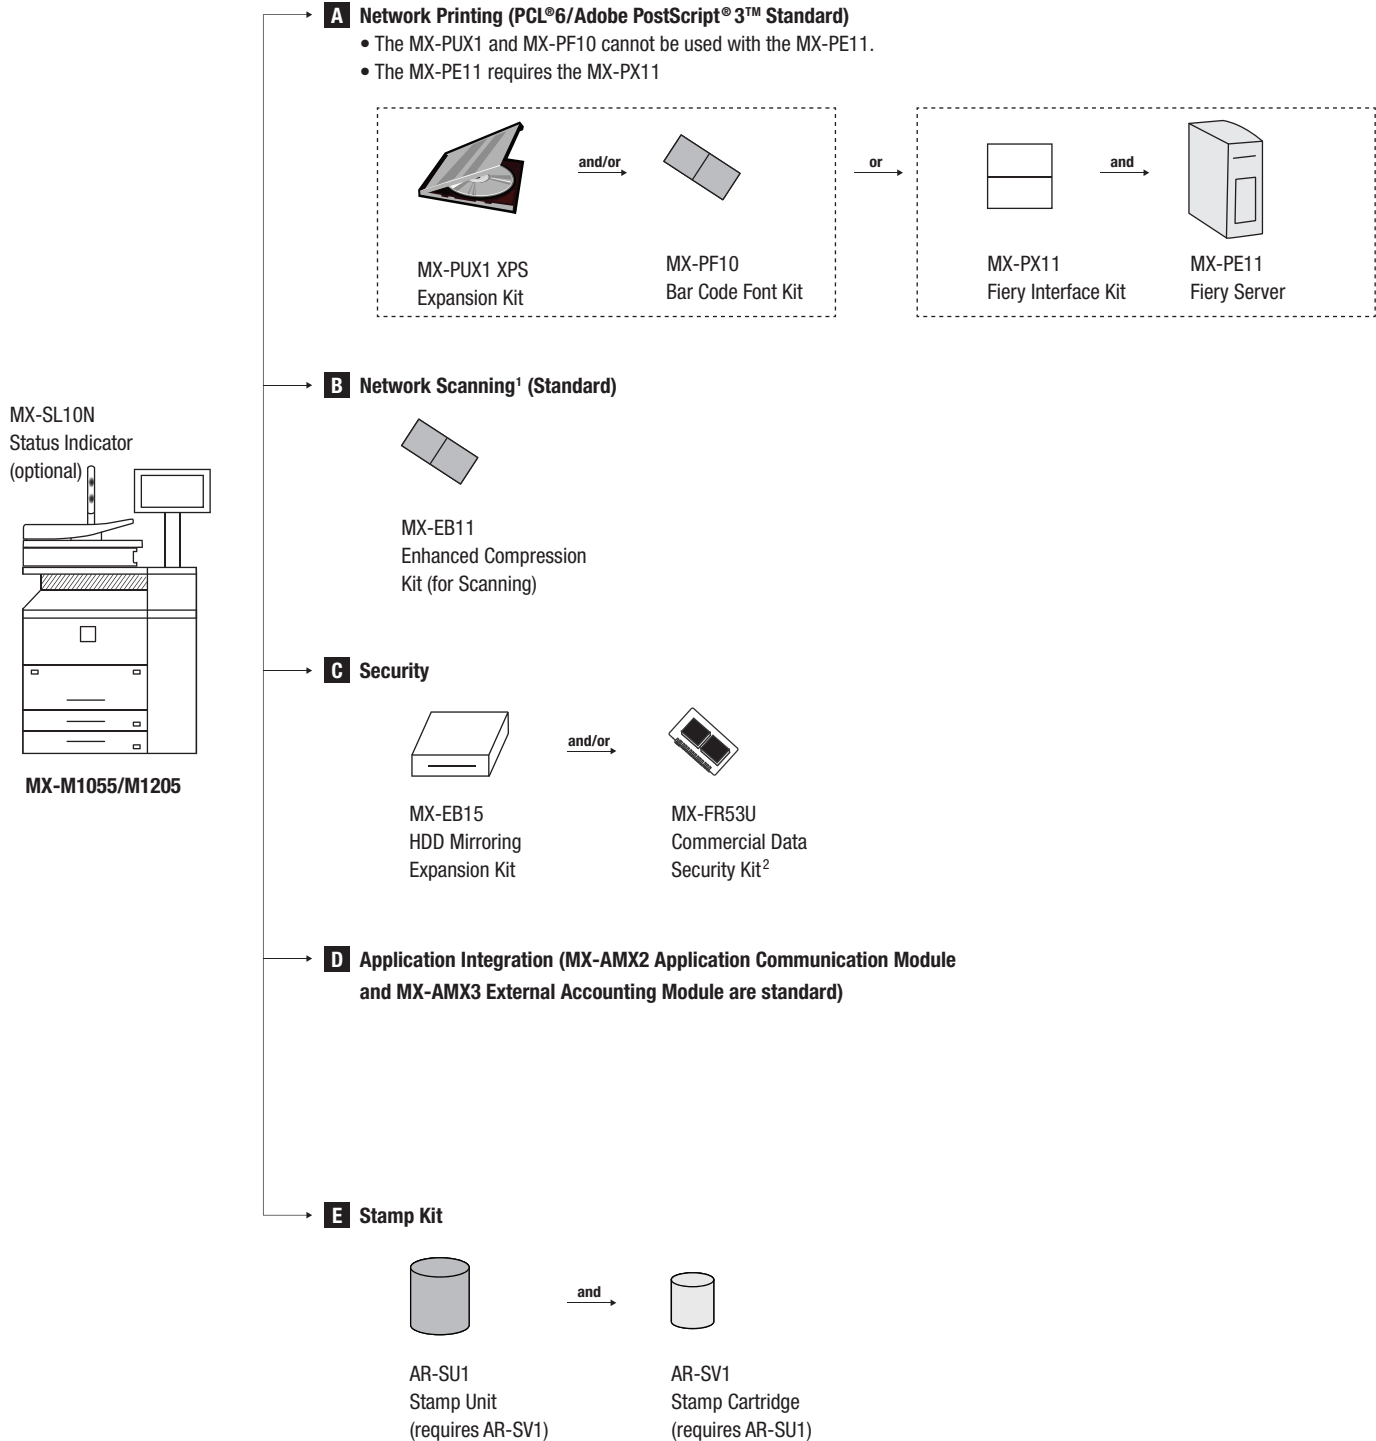 A Network Printing (PCL®6/Adobe PostScript® 3™ Standard)
• The MX-PUX1 and MX-PF10 cannot be used with the MX-PE11.
• The MX-PE11 requires the MX-PX11
and/or
or
and
MX-PUX1 XPS
Expansion Kit
MX-PF10
Bar Code Font Kit
MX-PX11
Fiery Interface Kit
MX-PE11
Fiery Server
B Network Scanning¹ (Standard)
MX-EB11
Enhanced Compression
Kit (for Scanning)
MX-SL10N
Status Indicator
(optional)
MX-M1055/M1205
C Security
and/or
MX-EB15
HDD Mirroring
Expansion Kit
MX-FR53U
Commercial Data
Security Kit²
D Application Integration (MX-AMX2 Application Communication Module
and MX-AMX3 External Accounting Module are standard)
E Stamp Kit
and
AR-SU1
Stamp Unit
(requires AR-SV1)
AR-SV1
Stamp Cartridge
(requires AR-SU1)